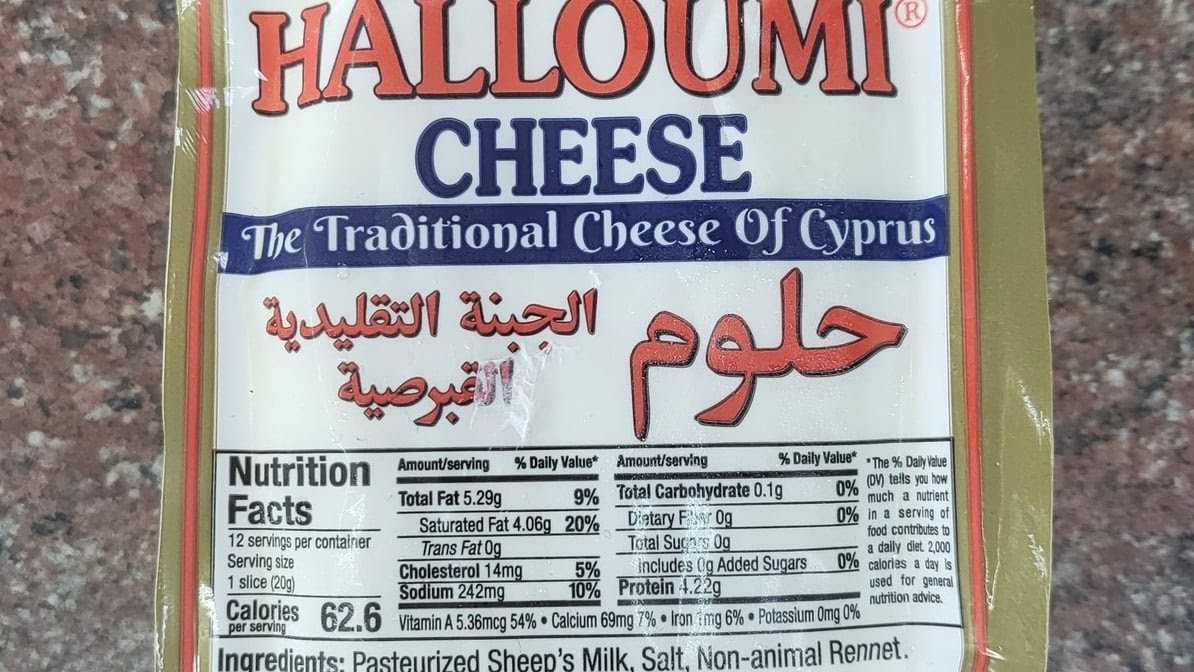 HALLOUMI®
CHEESE
The Traditional Cheese Of Cyprus
حلوم
الجبنة التقليدية
القبرصية
Nutrition
Facts
12 servings per container
Serving size
1 slice (20g)
Calories
per serving
62.6
Amount/serving % Daily Value*
Total Fat 5.29g 9%
Saturated Fat 4.06g 20%
Trans Fat 0g
Cholesterol 14mg 5%
Sodium 242mg 10%
Amount/serving % Daily Value*
Total Carbohydrate 0.1g 0%
Dietary Fiber 0g 0%
Total Sugars 0g
Includes 0g Added Sugars 0%
Protein 4.22g
Vitamin A 5.36mcg 54% • Calcium 69mg 7% • Iron 1mg 6% • Potassium 0mg 0%
*The % Daily Value
(DV) tells you how
much a nutrient
in a serving of
food contributes to
a daily diet. 2,000
calories a day is
used for general
nutrition advice.
Ingredients: Pasteurized Sheep's Milk, Salt, Non-animal Rennet.